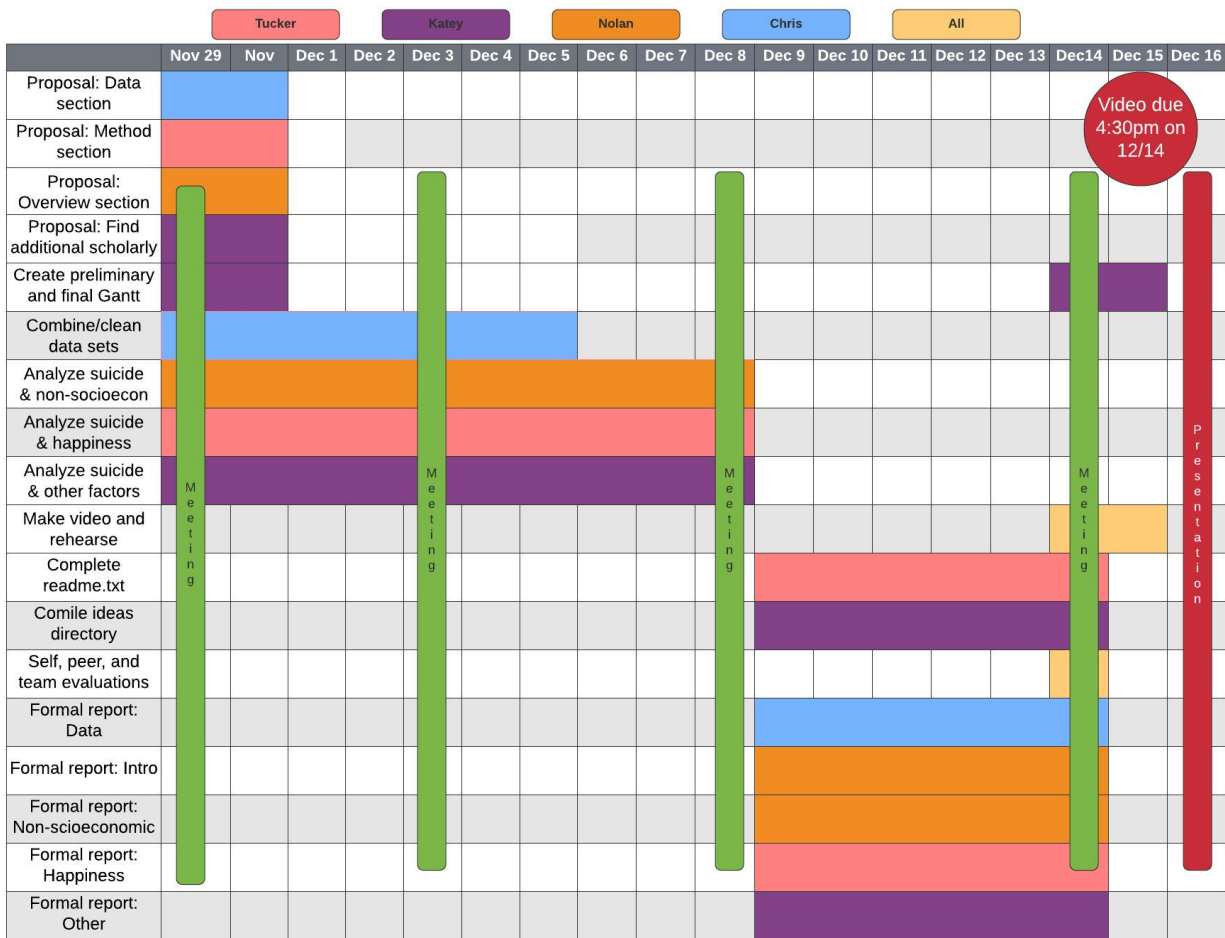 Tucker
Katey
Nolan
Chris
All
Nov 29 Nov Dec 1 Dec 2 Dec 3 Dec 4 Dec 5 Dec 6 Dec 7 Dec 8 Dec 9 Dec 10 Dec 11 Dec 12 Dec 13 Dec14 Dec 15 Dec 16
Proposal: Data
section
Video due
4:30pm on
12/14
Proposal: Method
section
Proposal:
Overview section
Proposal: Find
additional scholarly
Create preliminary
and final Gantt
Combine/clean
data sets
Analyze suicide
& non-socioecon
Analyze suicide
& happiness
Analyze suicide
& other factors
Make video and
rehearse
Complete
readme.txt
Comile ideas
directory
Self, peer, and
team evaluations
Formal report:
Data
Formal report: Intro
Formal report:
Non-scioeconomic
Formal report:
Happiness
Formal report:
Other
Meeting
Meeting
Meeting
Meeting
Presentation